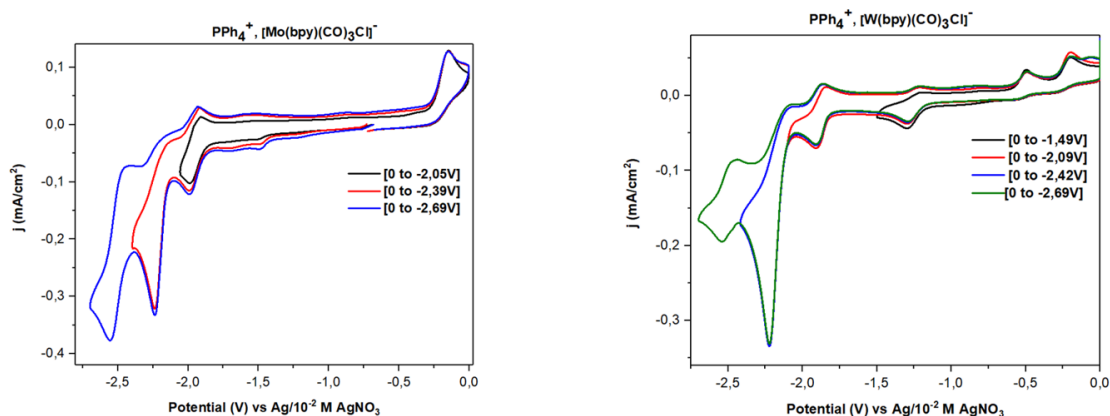 PPh₄⁺, [Mo(bpy)(CO)₃Cl]⁻
0,1
0,0
-0,1
-0,2
-0,3
-0,4
j (mA/cm²)
[0 to -2,05V]
[0 to -2,39V]
[0 to -2,69V]
-2,5 -2,0 -1,5 -1,0 -0,5 0,0
Potential (V) vs Ag/10⁻² M AgNO₃
PPh₄⁺, [W(bpy)(CO)₃Cl]⁻
0,0
-0,1
-0,2
-0,3
j (mA/cm²)
[0 to -1,49V]
[0 to -2,09V]
[0 to -2,42V]
[0 to -2,69V]
-2,5 -2,0 -1,5 -1,0 -0,5 0,0
Potential (V) vs Ag/10⁻² M AgNO₃